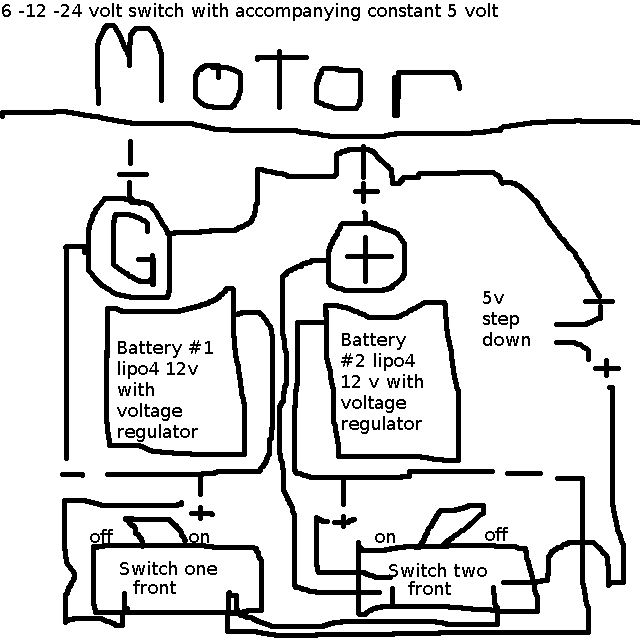 6 -12 -24 volt switch with accompanying constant 5 volt
Motor
G
+
5v
step
down
Battery #1
lipo4 12v
with
voltage
regulator
Battery
#2 lipo4
12 v with
voltage
regulator
off
on
on
off
Switch one
front
Switch two
front